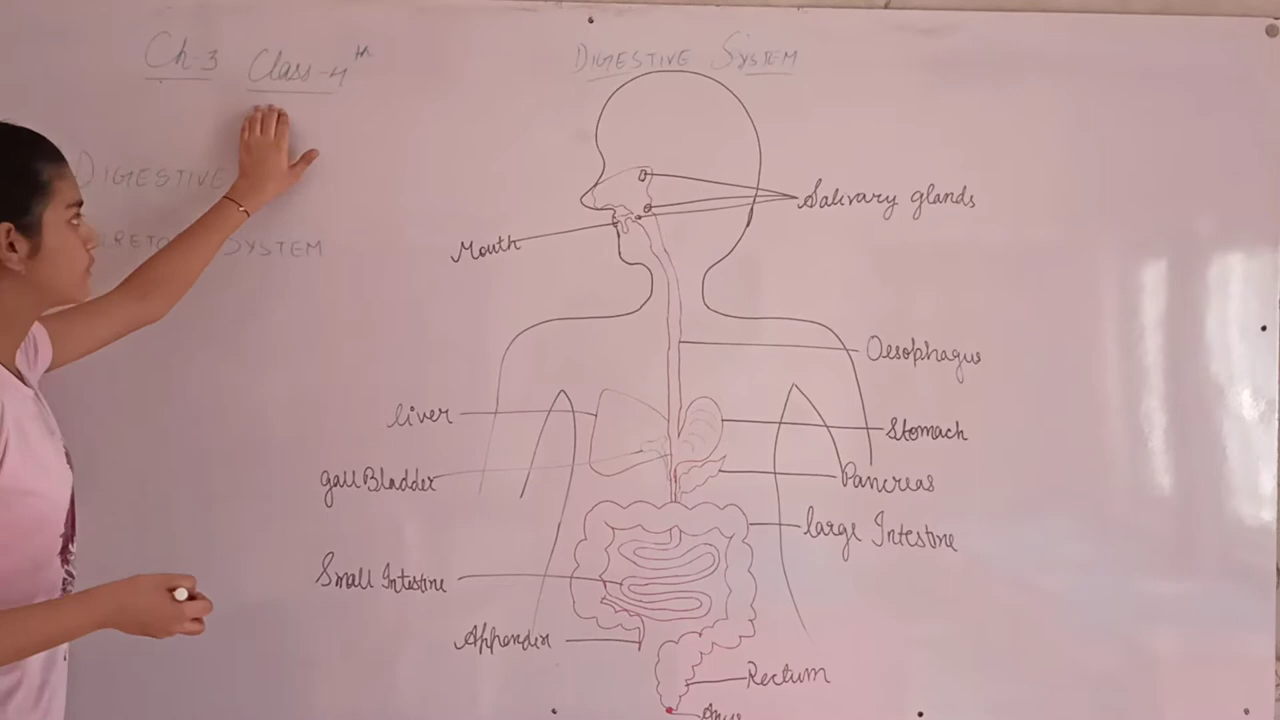 Ch-3 Class-4th
DIGESTIVE SYSTEM
DIGESTIVE
SYSTEM
Salivary glands
Mouth
Oesophagus
liver
Stomach
gall Bladder
Pancreas
large Intestine
Small Intestine
Appendix
Rectum